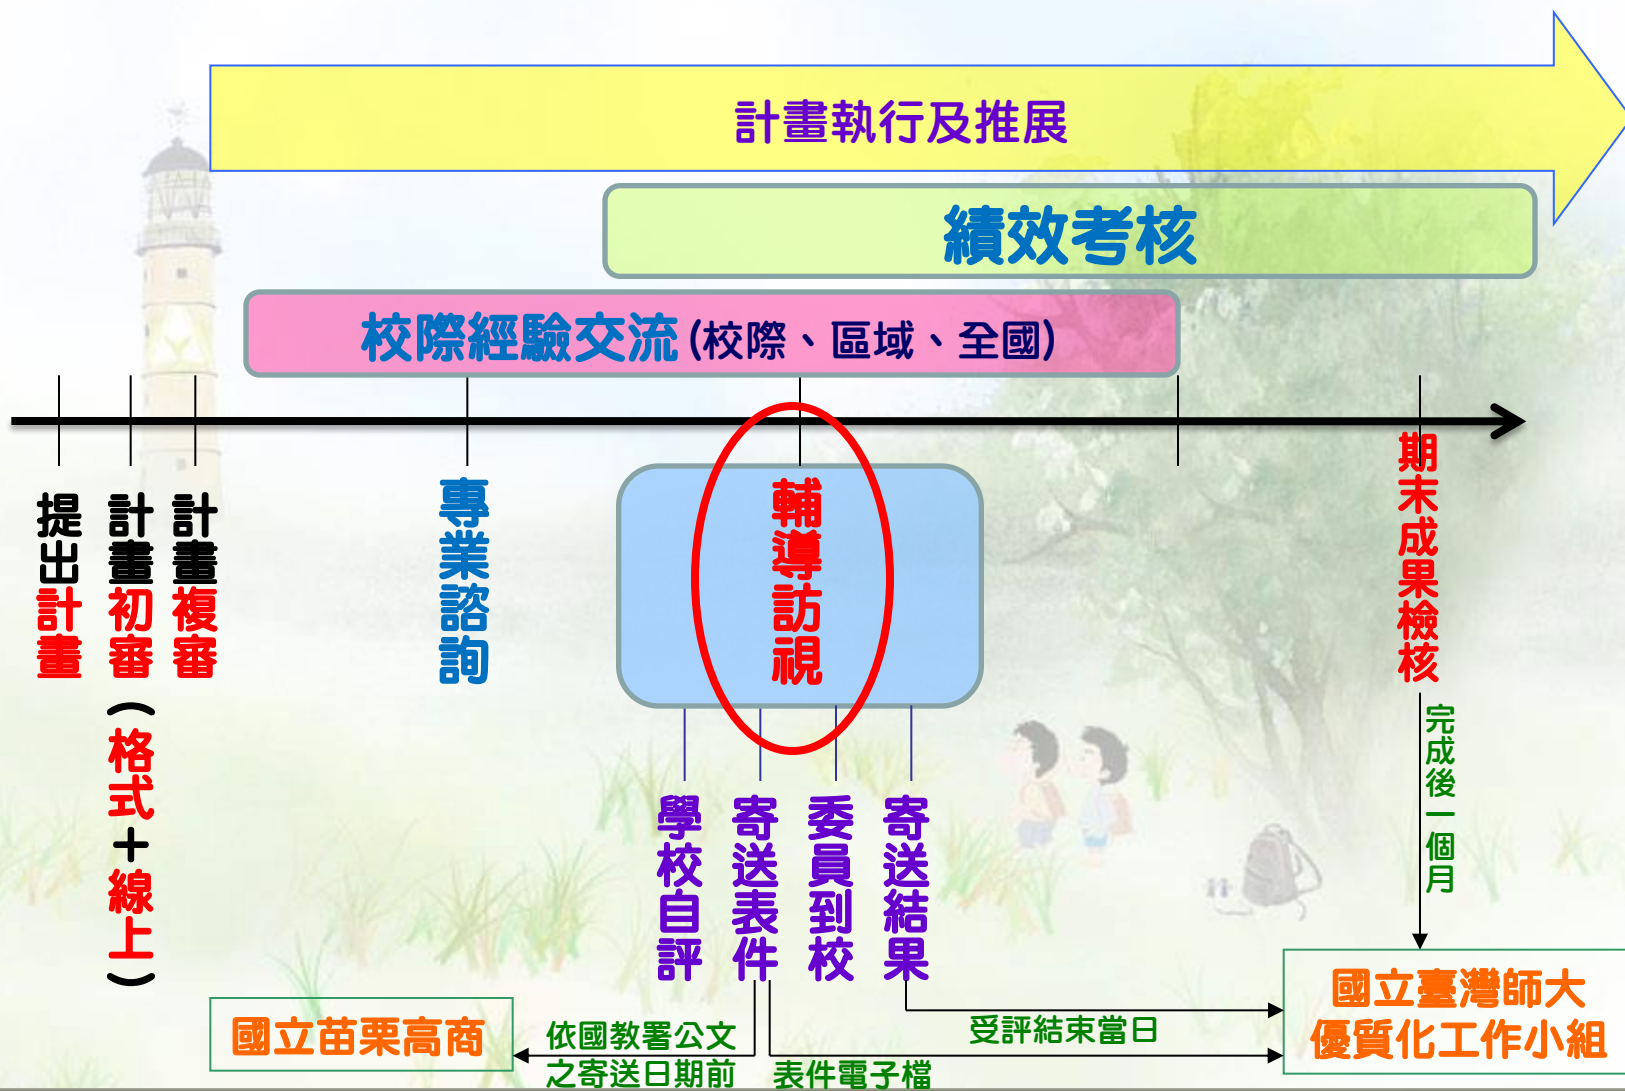 計畫執行及推展
績效考核
校際經驗交流(校際、區域、全國)
提出計畫
計畫初審(格式+線上)
計畫複審
專業諮詢
輔導訪視
期末成果檢核
完成後一個月
學校自評
寄送表件
委員到校
寄送結果
國立苗栗高商
依國教署公文
之寄送日期前
表件電子檔
受評結束當日
國立臺灣師大
優質化工作小組